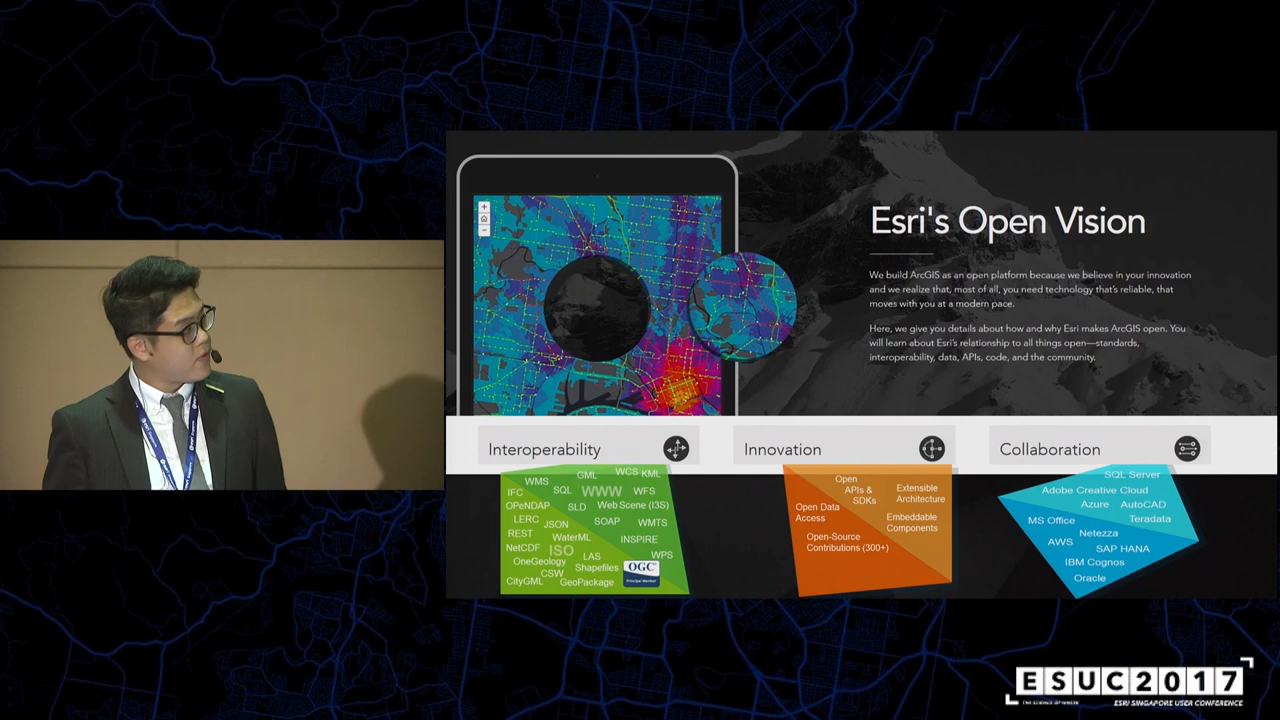 Esri's Open Vision
We build ArcGIS as an open platform because we believe in your innovation
and we realize that, most of all, you need technology that's reliable, that
moves with you at a modern pace.
Here, we give you details about how and why Esri makes ArcGIS open. You
will learn about Esri's relationship to all things open—standards,
interoperability, data, APIs, code, and the community.
+
−
Interoperability
GML WCS KML
WMS
IFC SQL WWW WFS
OPeNDAP SLD Web Scene (I3S)
LERC JSON SOAP WMTS
REST WaterML INSPIRE
NetCDF ISO LAS WPS
OneGeology Shapefiles
CSW
CityGML GeoPackage
OGC
Principal Member
Innovation
Open
APIs &
SDKs
Extensible
Architecture
Open Data
Access
Embeddable
Components
Open-Source
Contributions (300+)
Collaboration
SQL Server
Adobe Creative Cloud
Azure AutoCAD
MS Office Teradata
Netezza
AWS
SAP HANA
IBM Cognos
Oracle
ESUC2017
ESRI SINGAPORE USER CONFERENCE